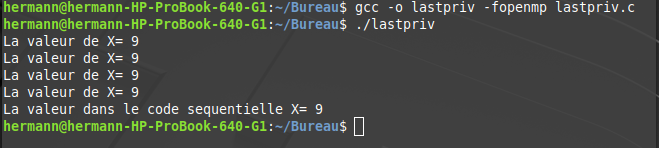 hermann@hermann-HP-ProBook-640-G1:~/Bureau$ gcc -o lastpriv -fopenmp lastpriv.c
hermann@hermann-HP-ProBook-640-G1:~/Bureau$ ./lastpriv
La valeur de X= 9
La valeur de X= 9
La valeur de X= 9
La valeur de X= 9
La valeur dans le code sequentielle X= 9
hermann@hermann-HP-ProBook-640-G1:~/Bureau$